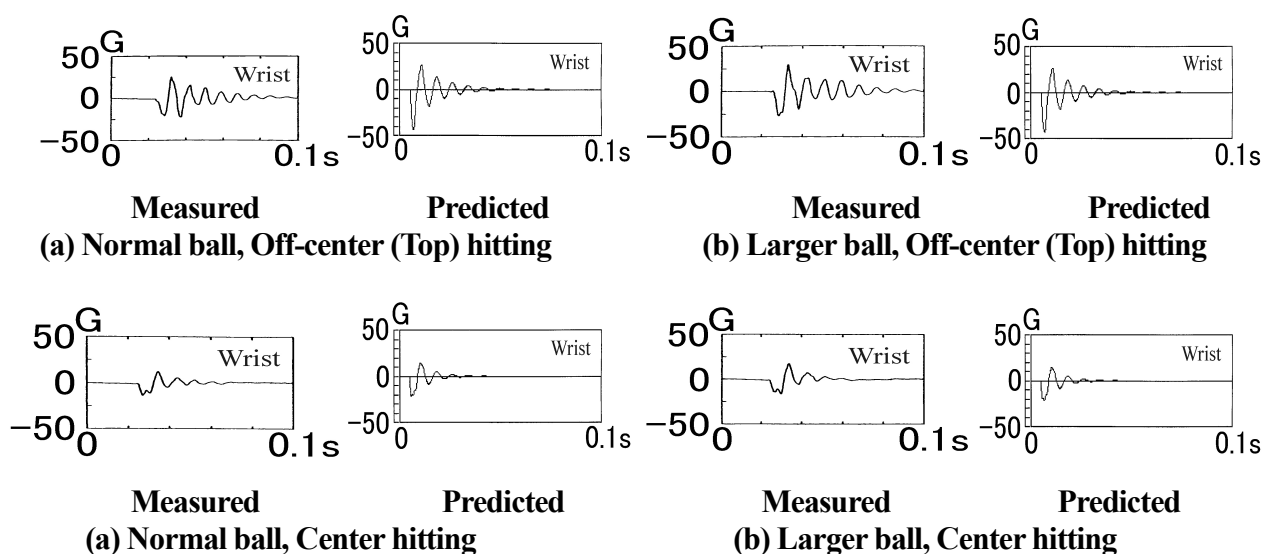 G
50
0
−50
0
0.1s
Wrist
G
50
0
−50
0
0.1s
Wrist
G
50
0
−50
0
0.1s
Wrist
G
50
0
−50
0
0.1s
Wrist
Measured Predicted
(a) Normal ball, Off-center (Top) hitting
Measured Predicted
(b) Larger ball, Off-center (Top) hitting
G
50
0
−50
0
0.1s
Wrist
G
50
0
−50
0
0.1s
Wrist
G
50
0
−50
0
0.1s
Wrist
G
50
0
−50
0
0.1s
Wrist
Measured Predicted
(a) Normal ball, Center hitting
Measured Predicted
(b) Larger ball, Center hitting